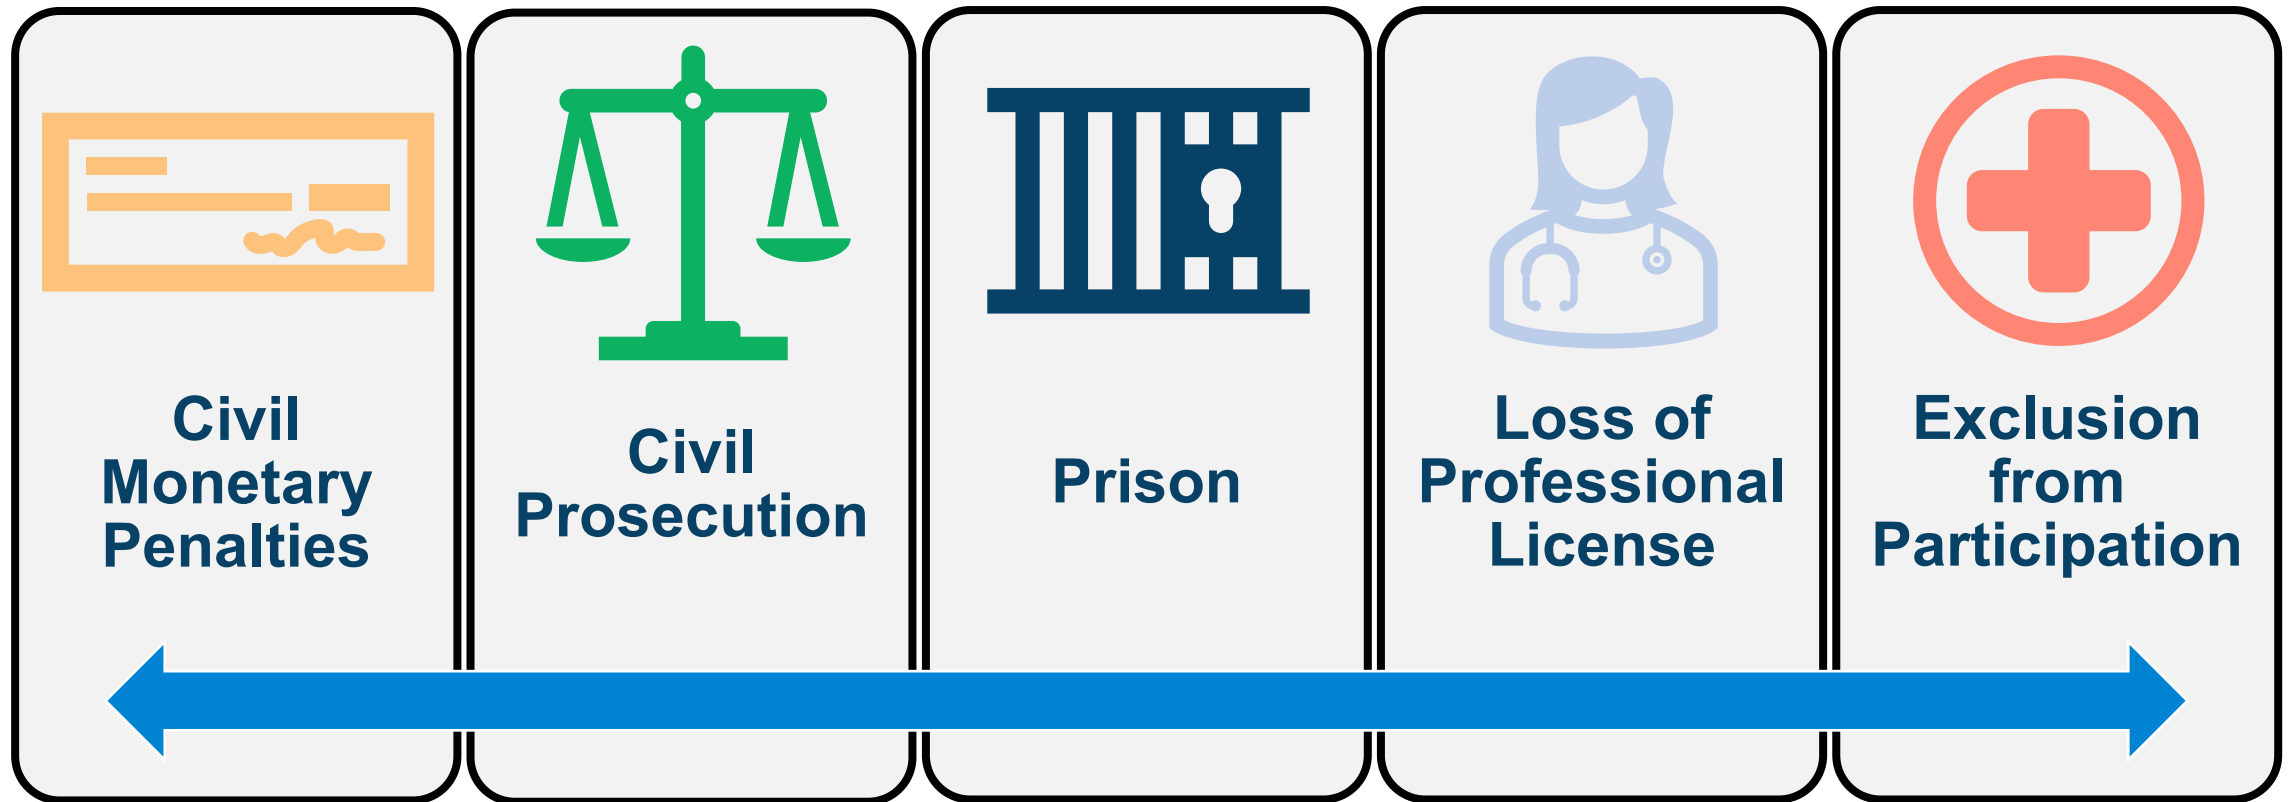 Civil
Monetary
Penalties
Civil
Prosecution
Prison
Loss of
Professional
License
Exclusion
from
Participation